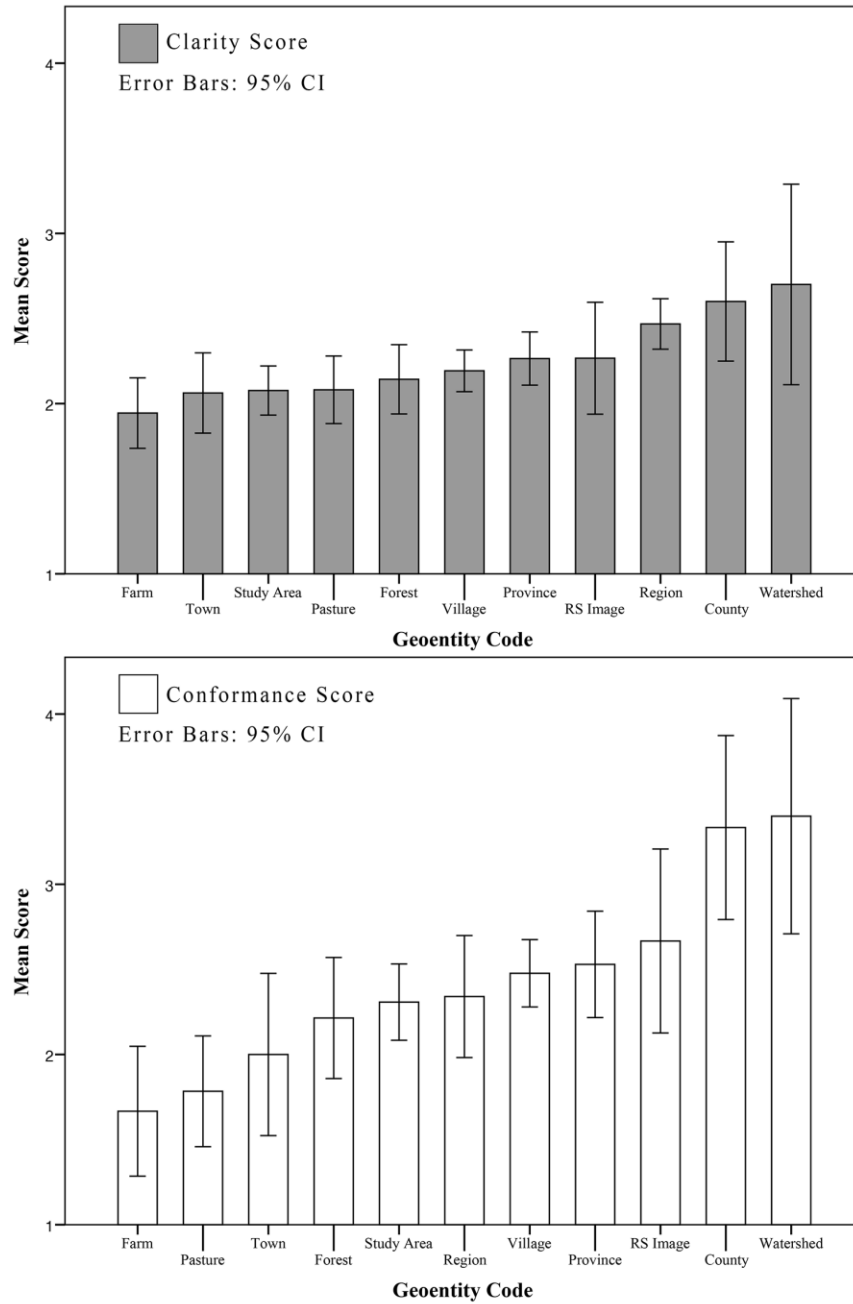 Clarity Score
Error Bars: 95% CI
4
3
2
1
Mean Score
Farm Town Study Area Pasture Forest Village Province RS Image Region County Watershed
Geoentity Code
Conformance Score
Error Bars: 95% CI
4
3
2
1
Mean Score
Farm Pasture Town Forest Study Area Region Village Province RS Image County Watershed
Geoentity Code